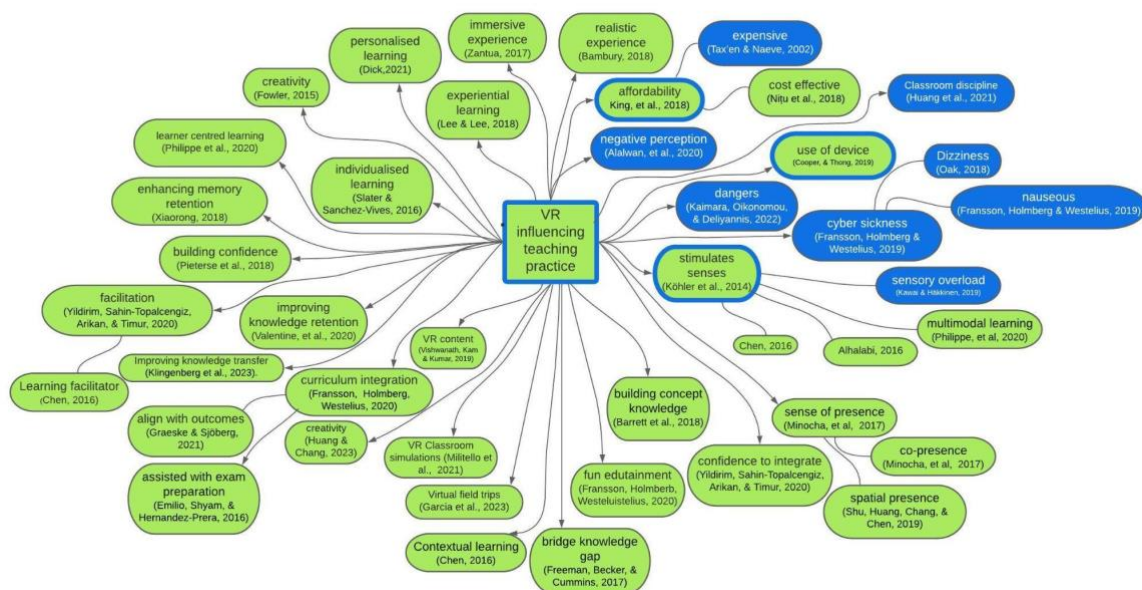 immersive
experience
(Zantua, 2017)
realistic
experience
(Bambury, 2018)
expensive
(Tax'en & Naeve, 2002)
personalised
learning
(Dick,2021)
creativity
(Fowler, 2015)
experiential
learning
(Lee & Lee, 2018)
affordability
King, et al., 2018)
cost effective
(Nițu et al., 2018)
Classroom discipline
(Huang et al., 2021)
learner centred learning
(Philippe et al., 2020)
negative perception
(Alalwan, et al., 2020)
use of device
(Cooper, & Thong, 2019)
Dizziness
(Oak, 2018)
enhancing memory
retention
(Xiaorong, 2018)
individualised
learning
(Slater &
Sanchez-Vives, 2016)
VR
influencing
teaching
practice
dangers
(Kaimara, Oikonomou,
& Deliyannis, 2022)
nauseous
(Fransson, Holmberg & Westelius, 2019)
cyber sickness
(Fransson, Holmberg &
Westelius, 2019)
building confidence
(Pieterse et al., 2018)
stimulates
senses
(Köhler et al., 2014)
sensory overload
(Kawai & Häkkinen, 2019)
facilitation
(Yildirim, Sahin-Topalcengiz,
Arikan, & Timur, 2020)
improving
knowledge retention
(Valentine, et al., 2020)
VR content
(Vishwanath, Kam
& Kumar, 2019)
Chen, 2016
Alhalabi, 2016
multimodal learning
(Philippe, et al, 2020)
Improving knowledge transfer
(Klingenberg et al., 2023).
Learning facilitator
(Chen, 2016)
curriculum integration
(Fransson, Holmberg,
Westelius, 2020)
building concept
knowledge
(Barrett et al., 2018)
sense of presence
(Minocha, et al, 2017)
align with outcomes
(Graeske & Sjöberg,
2021)
creativity
(Huang &
Chang, 2023)
VR Classroom
simulations (Militello et
al., 2021)
fun edutainment
(Fransson, Holmberb,
Westeluistelius, 2020)
confidence to integrate
(Yildirim, Sahin-Topalcengiz,
Arikan, & Timur, 2020)
co-presence
(Minocha, et al, 2017)
assisted with exam
preparation
(Emilio, Shyam, &
Hernandez-Prera, 2016)
Virtual field trips
(Garcia et al., 2023)
spatial presence
(Shu, Huang, Chang, &
Chen, 2019)
Contextual learning
(Chen, 2016)
bridge knowledge
gap
(Freeman, Becker, &
Cummins, 2017)